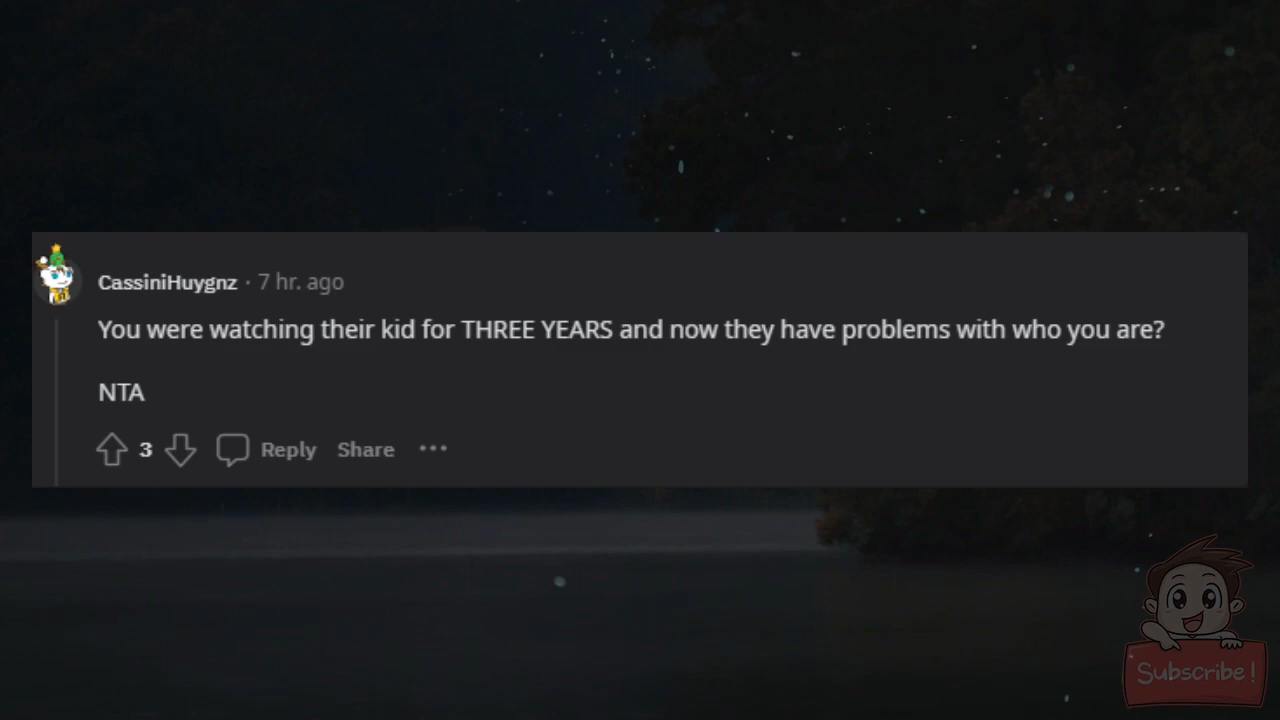 CassiniHuygnz · 7 hr. ago
You were watching their kid for THREE YEARS and now they have problems with who you are?
NTA
3 Reply Share ···
Subscribe!